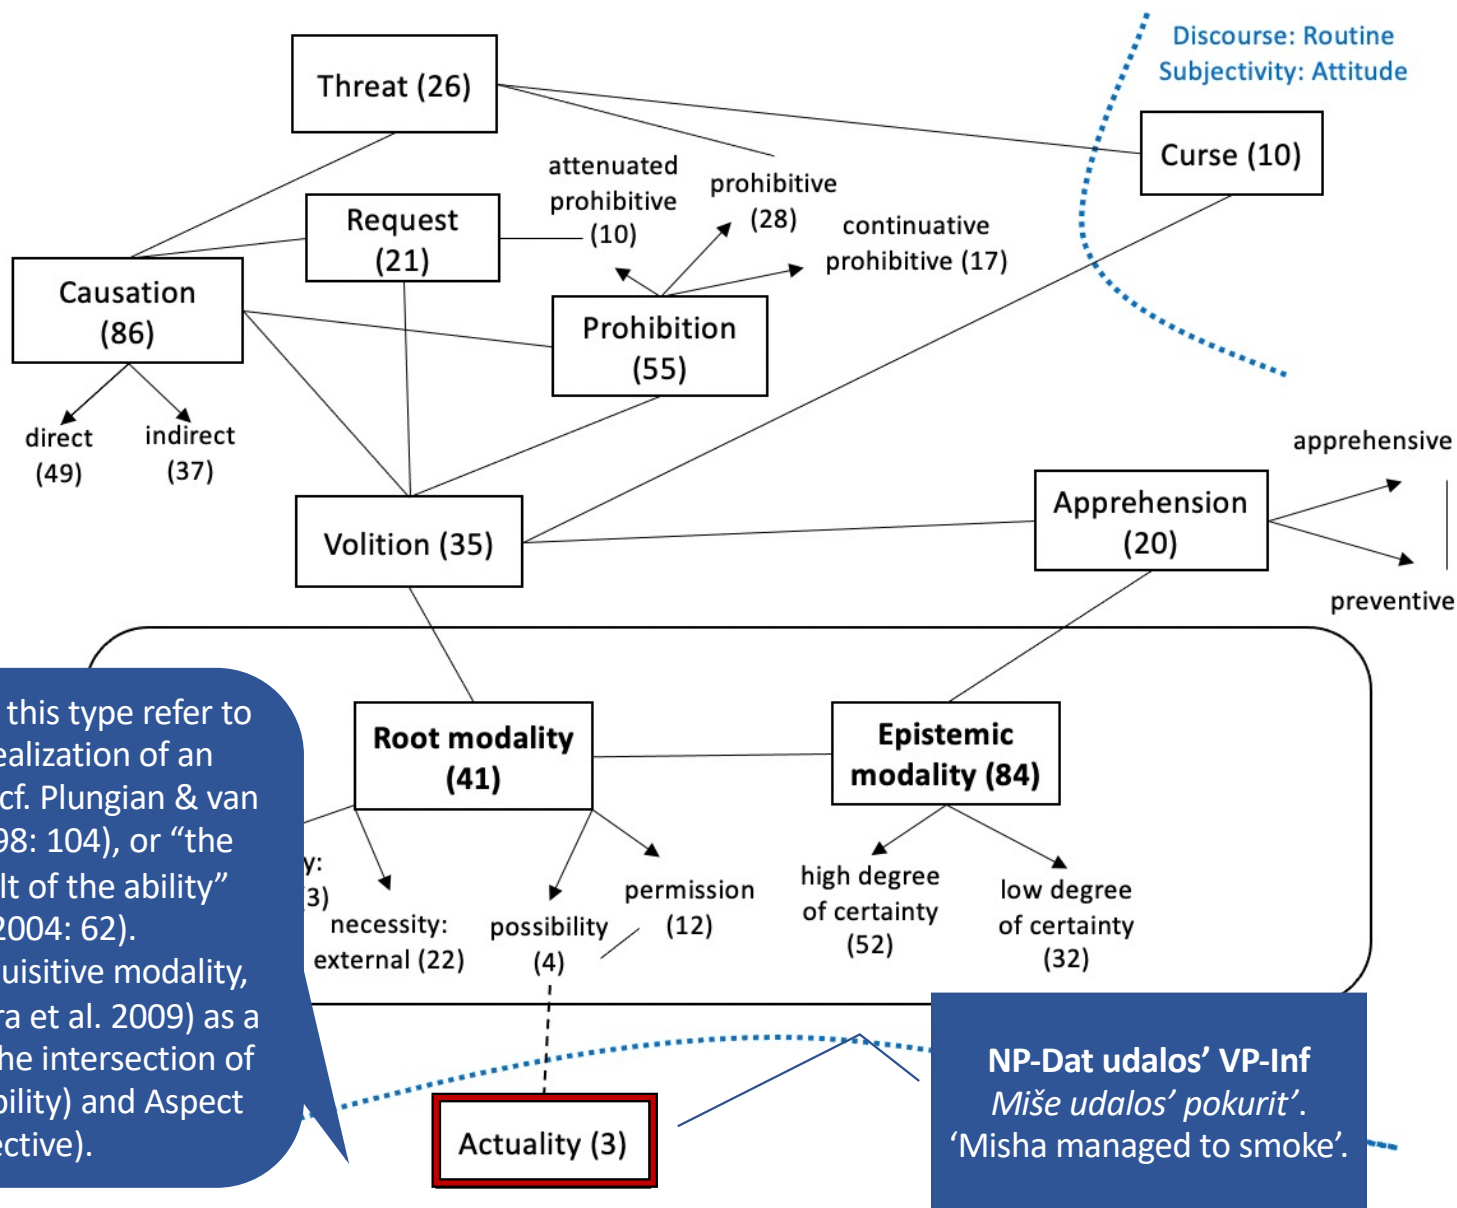 Discourse: Routine
Subjectivity: Attitude
Threat (26)
Curse (10)
attenuated
prohibitive
(10)
prohibitive
(28)
continuative
prohibitive (17)
Request
(21)
Causation
(86)
Prohibition
(55)
direct
(49)
indirect
(37)
apprehensive
Apprehension
(20)
preventive
Volition (35)
Root modality
(41)
Epistemic
modality (84)
y:
(3)
necessity:
external (22)
possibility
(4)
permission
(12)
high degree
of certainty
(52)
low degree
of certainty
(32)
this type refer to
ealization of an
cf. Plungian & van
98: 104), or “the
lt of the ability”
2004: 62).
quisitive modality,
ra et al. 2009) as a
he intersection of
bility) and Aspect
ective).
Actuality (3)
NP-Dat udalos’ VP-Inf
Miše udalos’ pokurit’.
‘Misha managed to smoke’.